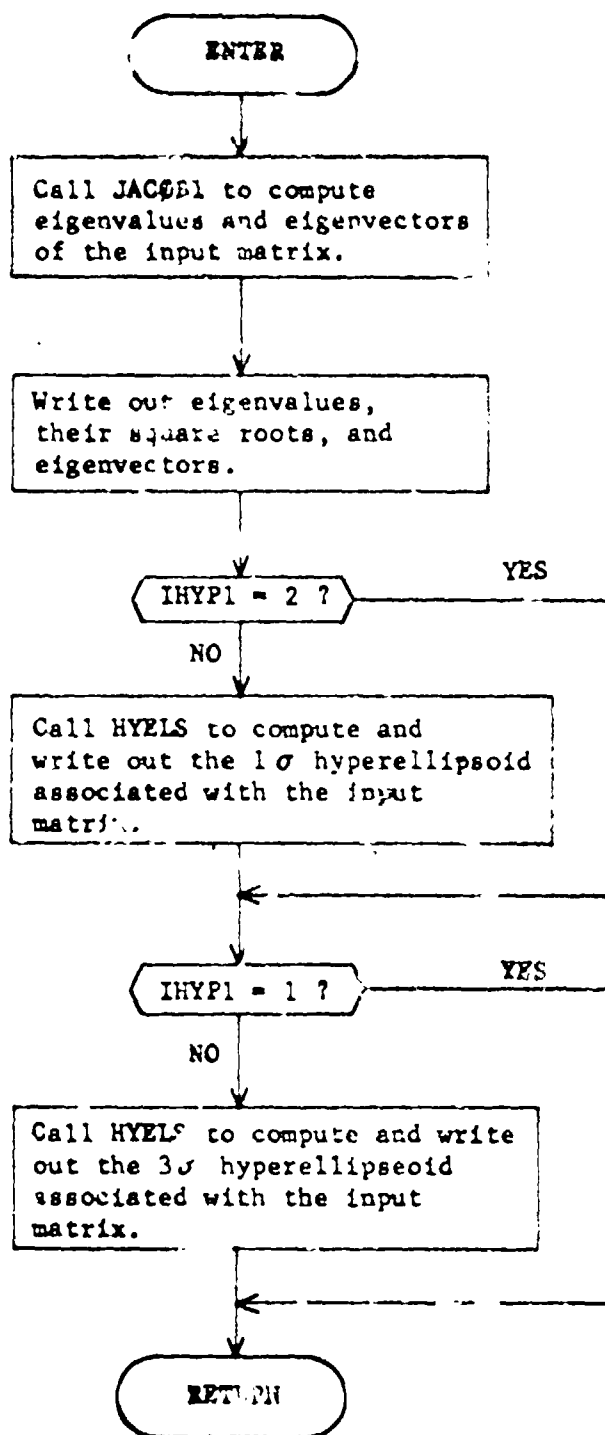 ENTER
Call JACØBI to compute
eigenvalues and eigenvectors
of the input matrix.
Write out eigenvalues,
their square roots, and
eigenvectors.
YES
IHYP1 = 2 ?
NO
Call HYELS to compute and
write out the 1σ hyperellipsoid
associated with the input
matrix.
YES
IHYP1 = 1 ?
NO
Call HYELS to compute and write
out the 3σ hyperellipseoid
associated with the input
matrix.
RETURN